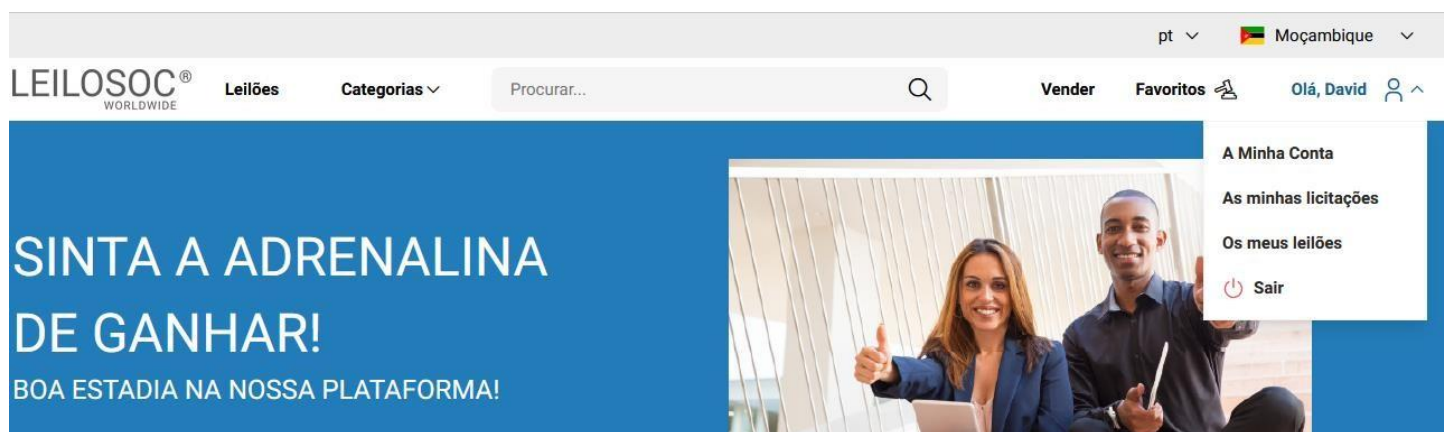 pt Moçambique
LEILOSOC®
WORLDWIDE
Leilões Categorias Procurar... Vender Favoritos Olá, David
A Minha Conta
As minhas licitações
Os meus leilões
Sair
SINTA A ADRENALINA
DE GANHAR!
BOA ESTADIA NA NOSSA PLATAFORMA!